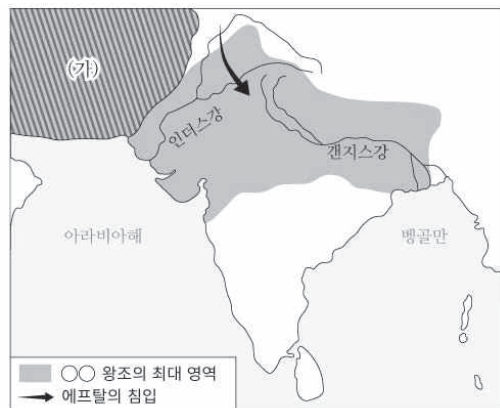 (가)
인더스강
갠지스강
아라비아해
벵골만
○○ 왕조의 최대 영역
에프탈의 침입